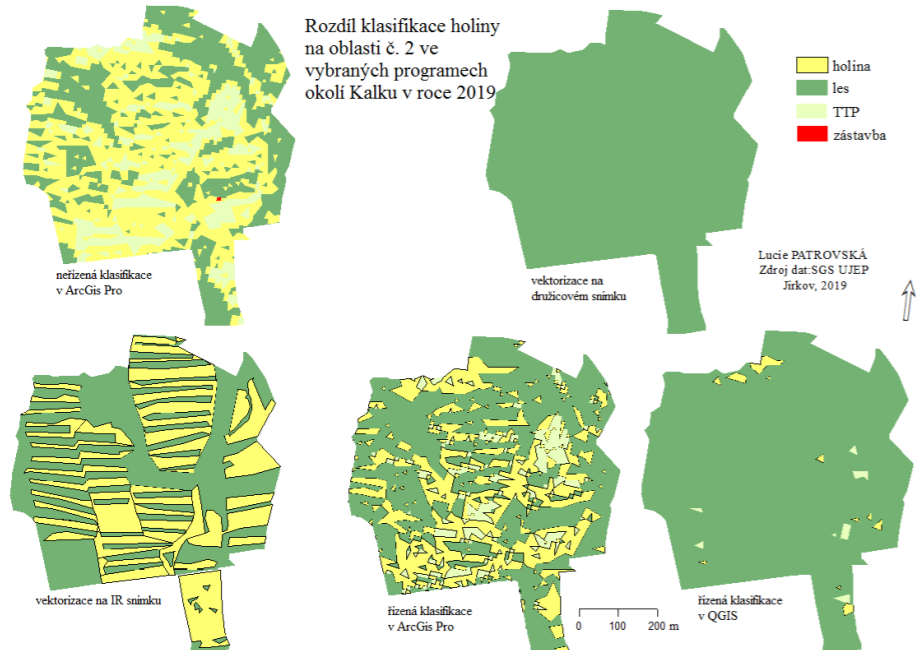 Rozdíl klasifikace holiny
na oblasti č. 2 ve
vybraných programech
okolí Kalku v roce 2019
holina
les
TTP
zástavba
neřízená klasifikace
v ArcGis Pro
vektorizace na
družicovém snímku
Lucie PATROVSKÁ
Zdroj dat:SGS UJEP
Jirkov, 2019
vektorizace na IR snímku
řízená klasifikace
v ArcGis Pro
0 100 200 m
řízená klasifikace
v QGIS